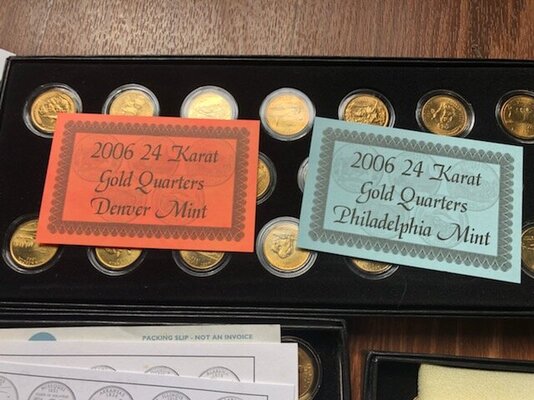 2006 24 Karat
Gold Quarters
Denver Mint
2006 24 Karat
Gold Quarters
Philadelphia Mint
PACKING SLIP - NOT AN INVOICE